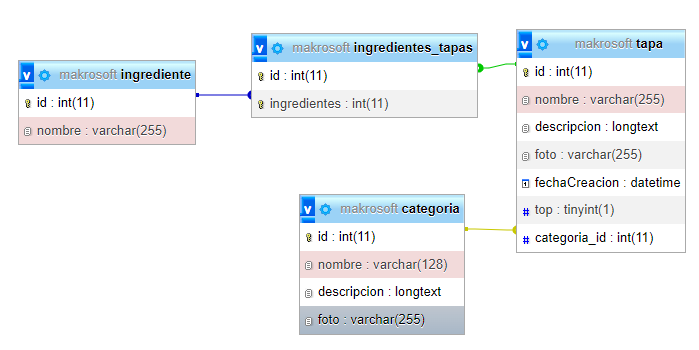 makrosoft ingrediente
id : int(11)
nombre : varchar(255)
makrosoft ingredientes_tapas
id : int(11)
ingredientes : int(11)
makrosoft tapa
id : int(11)
nombre : varchar(255)
descripcion : longtext
foto : varchar(255)
fechaCreacion : datetime
# top : tinyint(1)
# categoria_id : int(11)
makrosoft categoria
id : int(11)
nombre : varchar(128)
descripcion : longtext
foto : varchar(255)